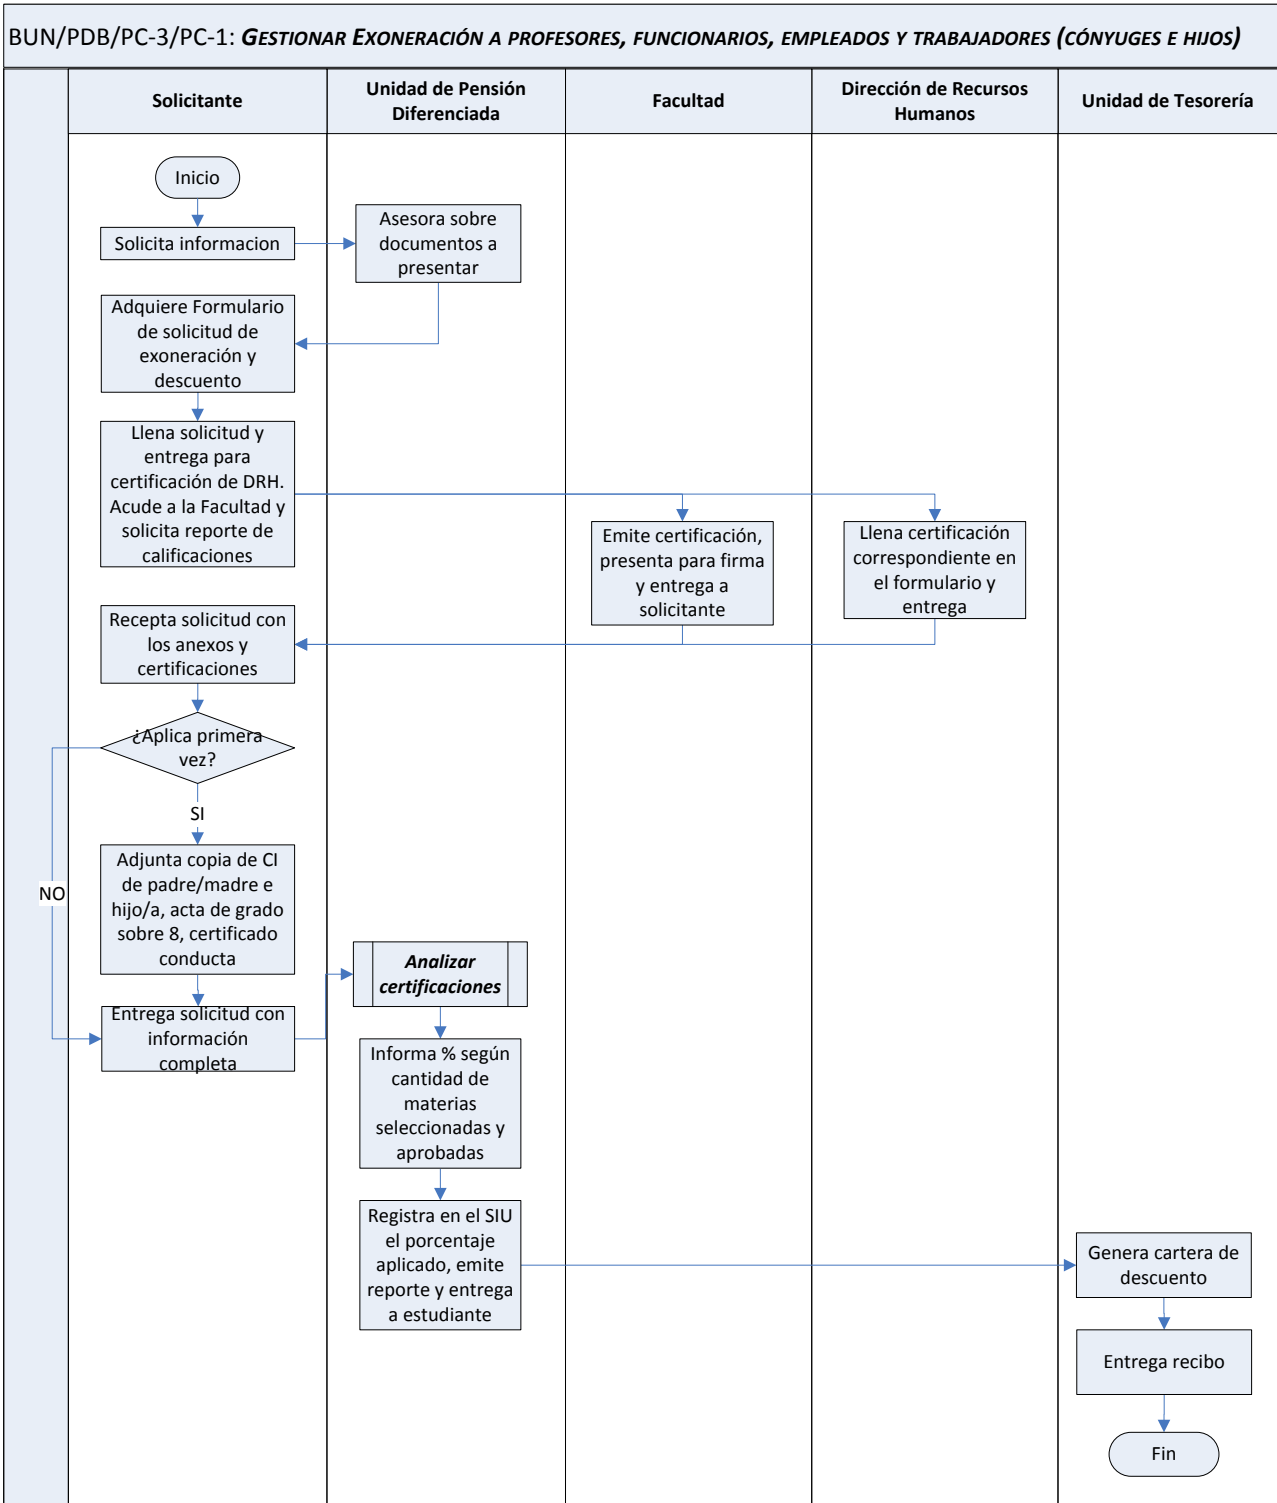 BUN/PDB/PC-3/PC-1: GESTIONAR EXONERACIÓN A PROFESORES, FUNCIONARIOS, EMPLEADOS Y TRABAJADORES (CÓNYUGES E HIJOS)
Solicitante
Unidad de Pensión
Diferenciada
Facultad
Dirección de Recursos
Humanos
Unidad de Tesorería
Inicio
Solicita informacion
Asesora sobre
documentos a
presentar
Adquiere Formulario
de solicitud de
exoneración y
descuento
Llena solicitud y
entrega para
certificación de DRH.
Acude a la Facultad y
solicita reporte de
calificaciones
Emite certificación,
presenta para firma
y entrega a
solicitante
Llena certificación
correspondiente en
el formulario y
entrega
Recepta solicitud con
los anexos y
certificaciones
¿Aplica primera
vez?
SI
NO
Adjunta copia de CI
de padre/madre e
hijo/a, acta de grado
sobre 8, certificado
conducta
Entrega solicitud con
información
completa
Analizar
certificaciones
Informa % según
cantidad de
materias
seleccionadas y
aprobadas
Registra en el SIU
el porcentaje
aplicado, emite
reporte y entrega
a estudiante
Genera cartera de
descuento
Entrega recibo
Fin